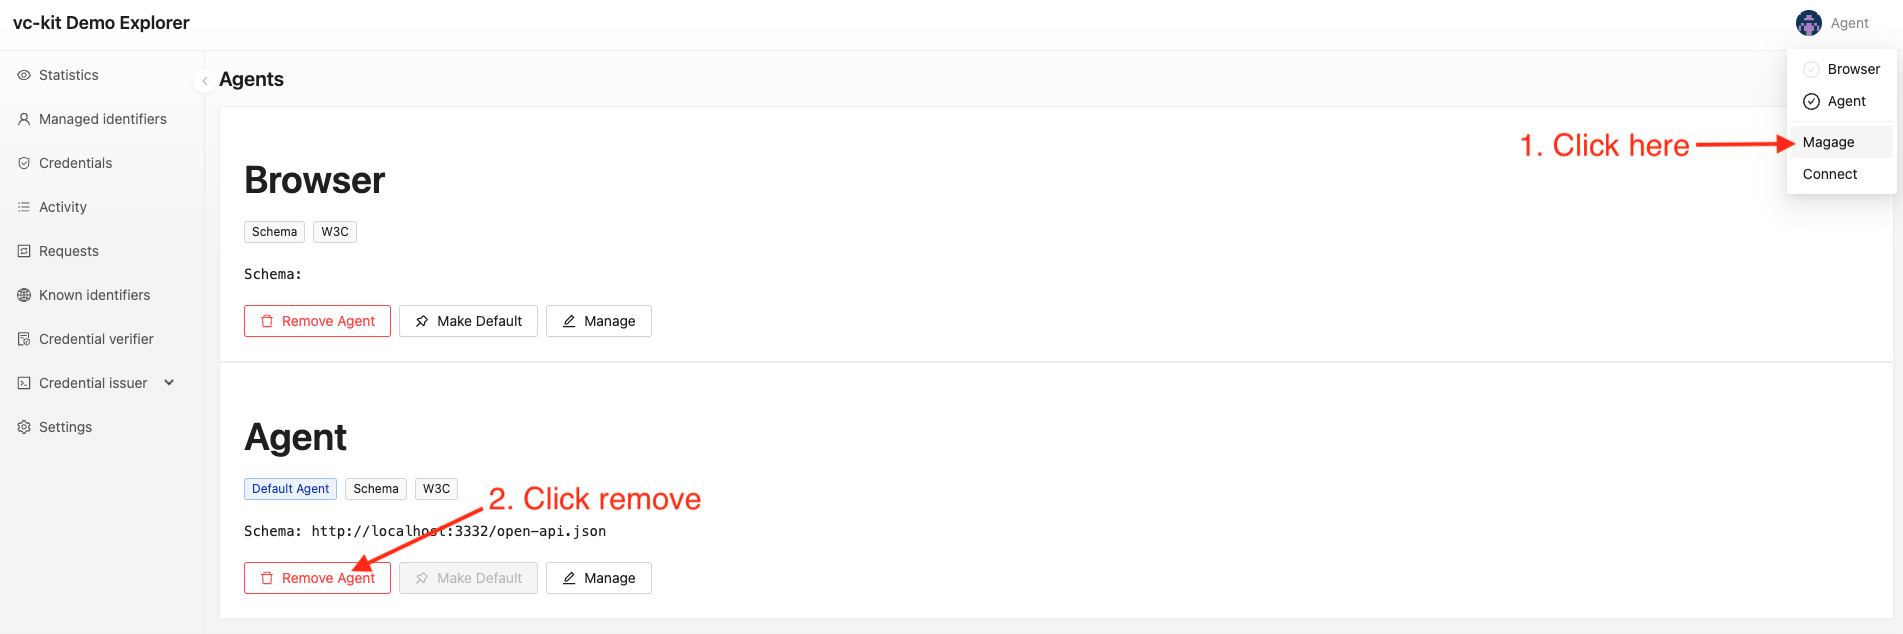 vc-kit Demo Explorer
Agent
Browser
Agent
Magage
Connect
1. Click here
Statistics
Managed identifiers
Credentials
Activity
Requests
Known identifiers
Credential verifier
Credential issuer
Settings
Agents
Browser
Schema W3C
Schema:
Remove Agent Make Default Manage
Agent
Default Agent Schema W3C
2. Click remove
Schema: http://localhost:3332/open-api.json
Remove Agent Make Default Manage